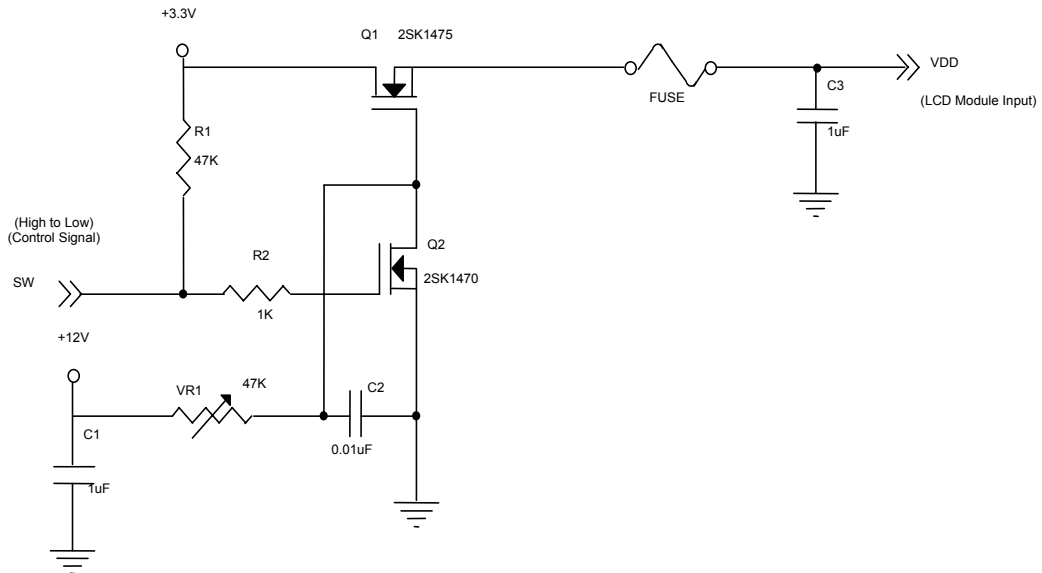 +3.3V
Q1 2SK1475
VDD
FUSE
C3
(LCD Module Input)
1uF
R1
47K
(High to Low)
(Control Signal)
SW
R2
1K
Q2
2SK1470
+12V
VR1
47K
C2
0.01uF
C1
1uF